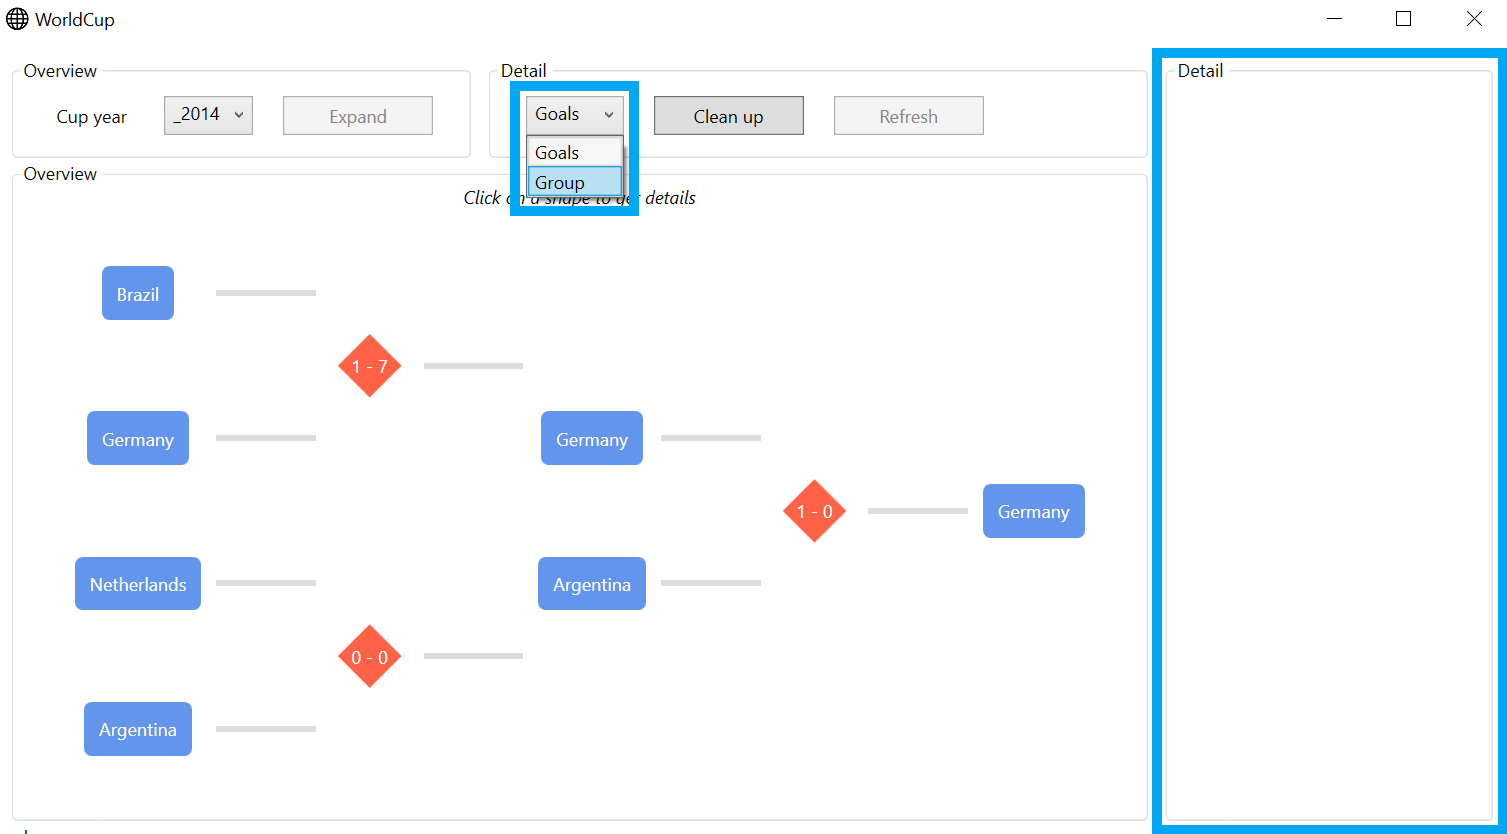 WorldCup
Overview
Detail
Detail
Cup year
_2014
Expand
Goals
Clean up
Refresh
Goals
Group
Overview
Click on a shape to get details
Brazil
1 - 7
Germany
Germany
1 - 0
Germany
Netherlands
Argentina
0 - 0
Argentina